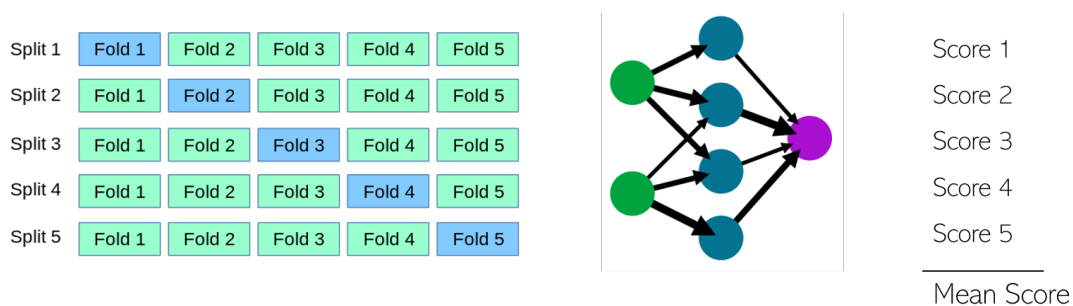 Split 1 Fold 1 Fold 2 Fold 3 Fold 4 Fold 5 Score 1
Split 2 Fold 1 Fold 2 Fold 3 Fold 4 Fold 5 Score 2
Split 3 Fold 1 Fold 2 Fold 3 Fold 4 Fold 5 Score 3
Split 4 Fold 1 Fold 2 Fold 3 Fold 4 Fold 5 Score 4
Split 5 Fold 1 Fold 2 Fold 3 Fold 4 Fold 5 Score 5
Mean Score